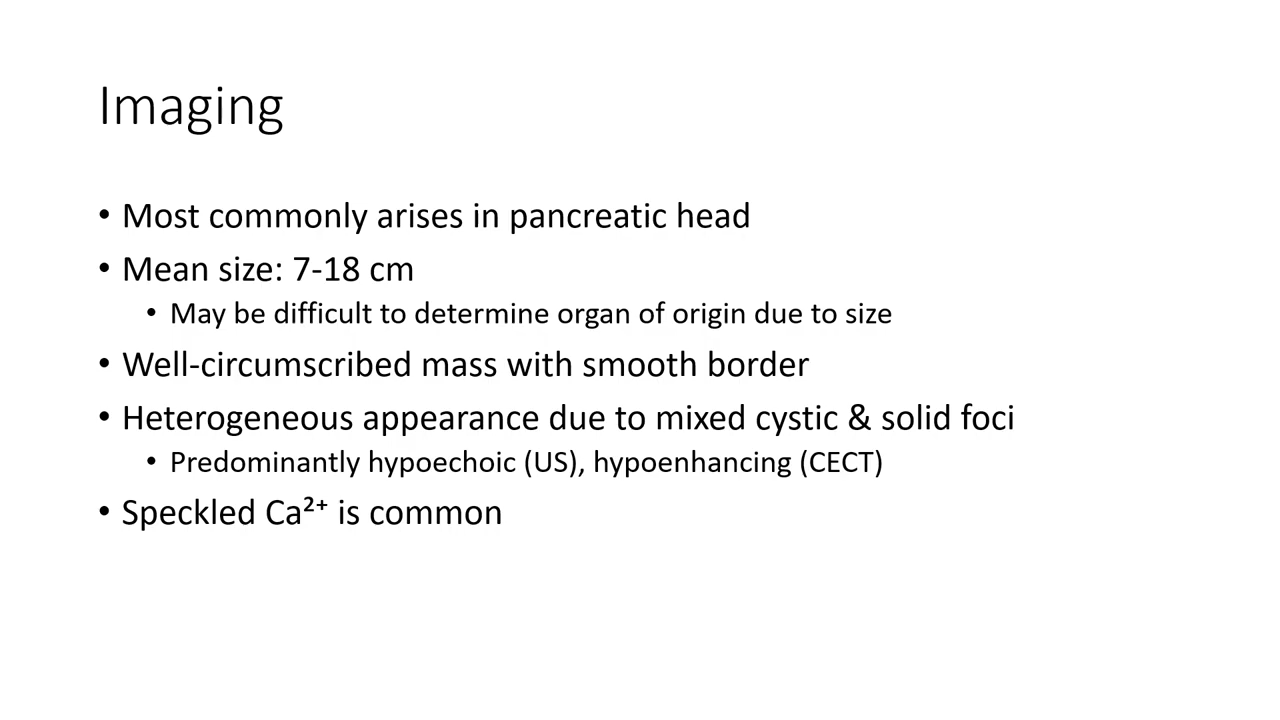 Imaging
• Most commonly arises in pancreatic head
• Mean size: 7-18 cm
• May be difficult to determine organ of origin due to size
• Well-circumscribed mass with smooth border
• Heterogeneous appearance due to mixed cystic & solid foci
• Predominantly hypoechoic (US), hypoenhancing (CECT)
• Speckled Ca²⁺ is common